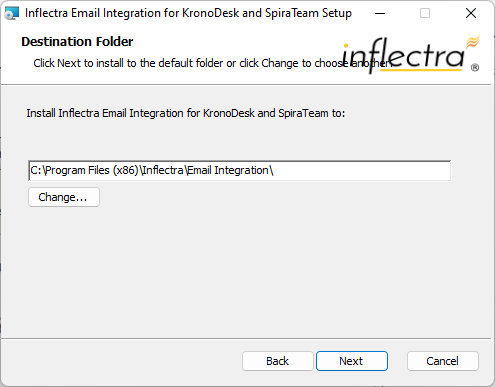 Inflectra Email Integration for KronoDesk and SpiraTeam Setup
Destination Folder
Click Next to install to the default folder or click Change to choose another.
inflectra®
Install Inflectra Email Integration for KronoDesk and SpiraTeam to:
C:\Program Files (x86)\Inflectra\Email Integration\
Change...
Back Next Cancel